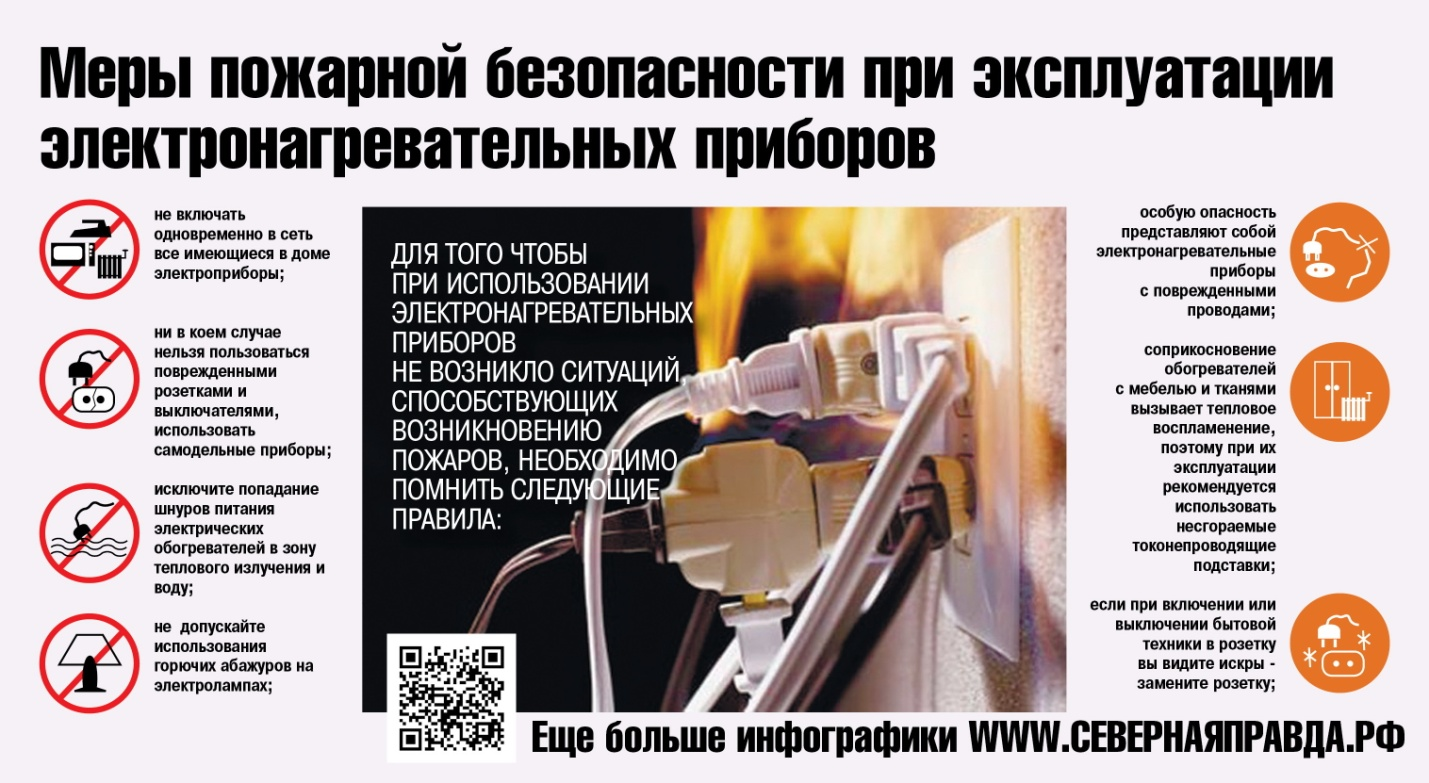 Меры пожарной безопасности при эксплуатации
электронагревательных приборов
не включать
одновременно в сеть
все имеющиеся в доме
электроприборы;
ни в коем случае
нельзя пользоваться
поврежденными
розетками и
выключателями,
использовать
самодельные приборы;
исключите попадание
шнуров питания
электрических
обогревателей в зону
теплового излучения и
воду;
не допускайте
использования
горючих абажуров на
электролампах;
ДЛЯ ТОГО ЧТОБЫ
ПРИ ИСПОЛЬЗОВАНИИ
ЭЛЕКТРОНАГРЕВАТЕЛЬНЫХ
ПРИБОРОВ
НЕ ВОЗНИКЛО СИТУАЦИЙ,
СПОСОБСТВУЮЩИХ
ВОЗНИКНОВЕНИЮ
ПОЖАРОВ, НЕОБХОДИМО
ПОМНИТЬ СЛЕДУЮЩИЕ
ПРАВИЛА:
особую опасность
представляют собой
электронагревательные
приборы
с поврежденными
проводами;
соприкосновение
обогревателей
с мебелью и тканями
вызывает тепловое
воспламенение,
поэтому при их
эксплуатации
рекомендуется
использовать
несгораемые
токонепроводящие
подставки;
если при включении или
выключении бытовой
техники в розетку
вы видите искры -
замените розетку;
Еще больше инфографики WWW.СЕВЕРНАЯПРАВДА.РФ